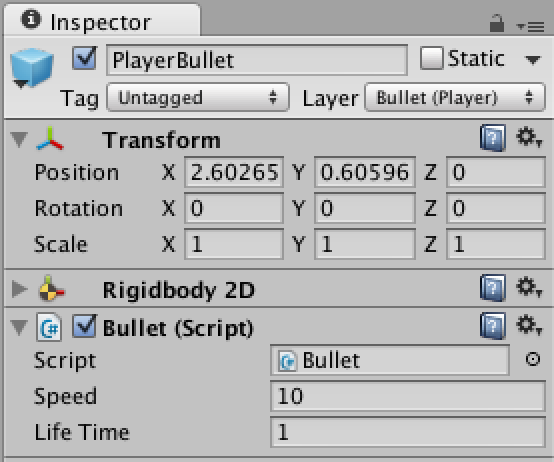 Inspector
PlayerBullet Static
Tag Untagged Layer Bullet (Player)
Transform
Position X 2.60265 Y 0.60596 Z 0
Rotation X 0 Y 0 Z 0
Scale X 1 Y 1 Z 1
Rigidbody 2D
C# Bullet (Script)
Script C# Bullet
Speed 10
Life Time 1